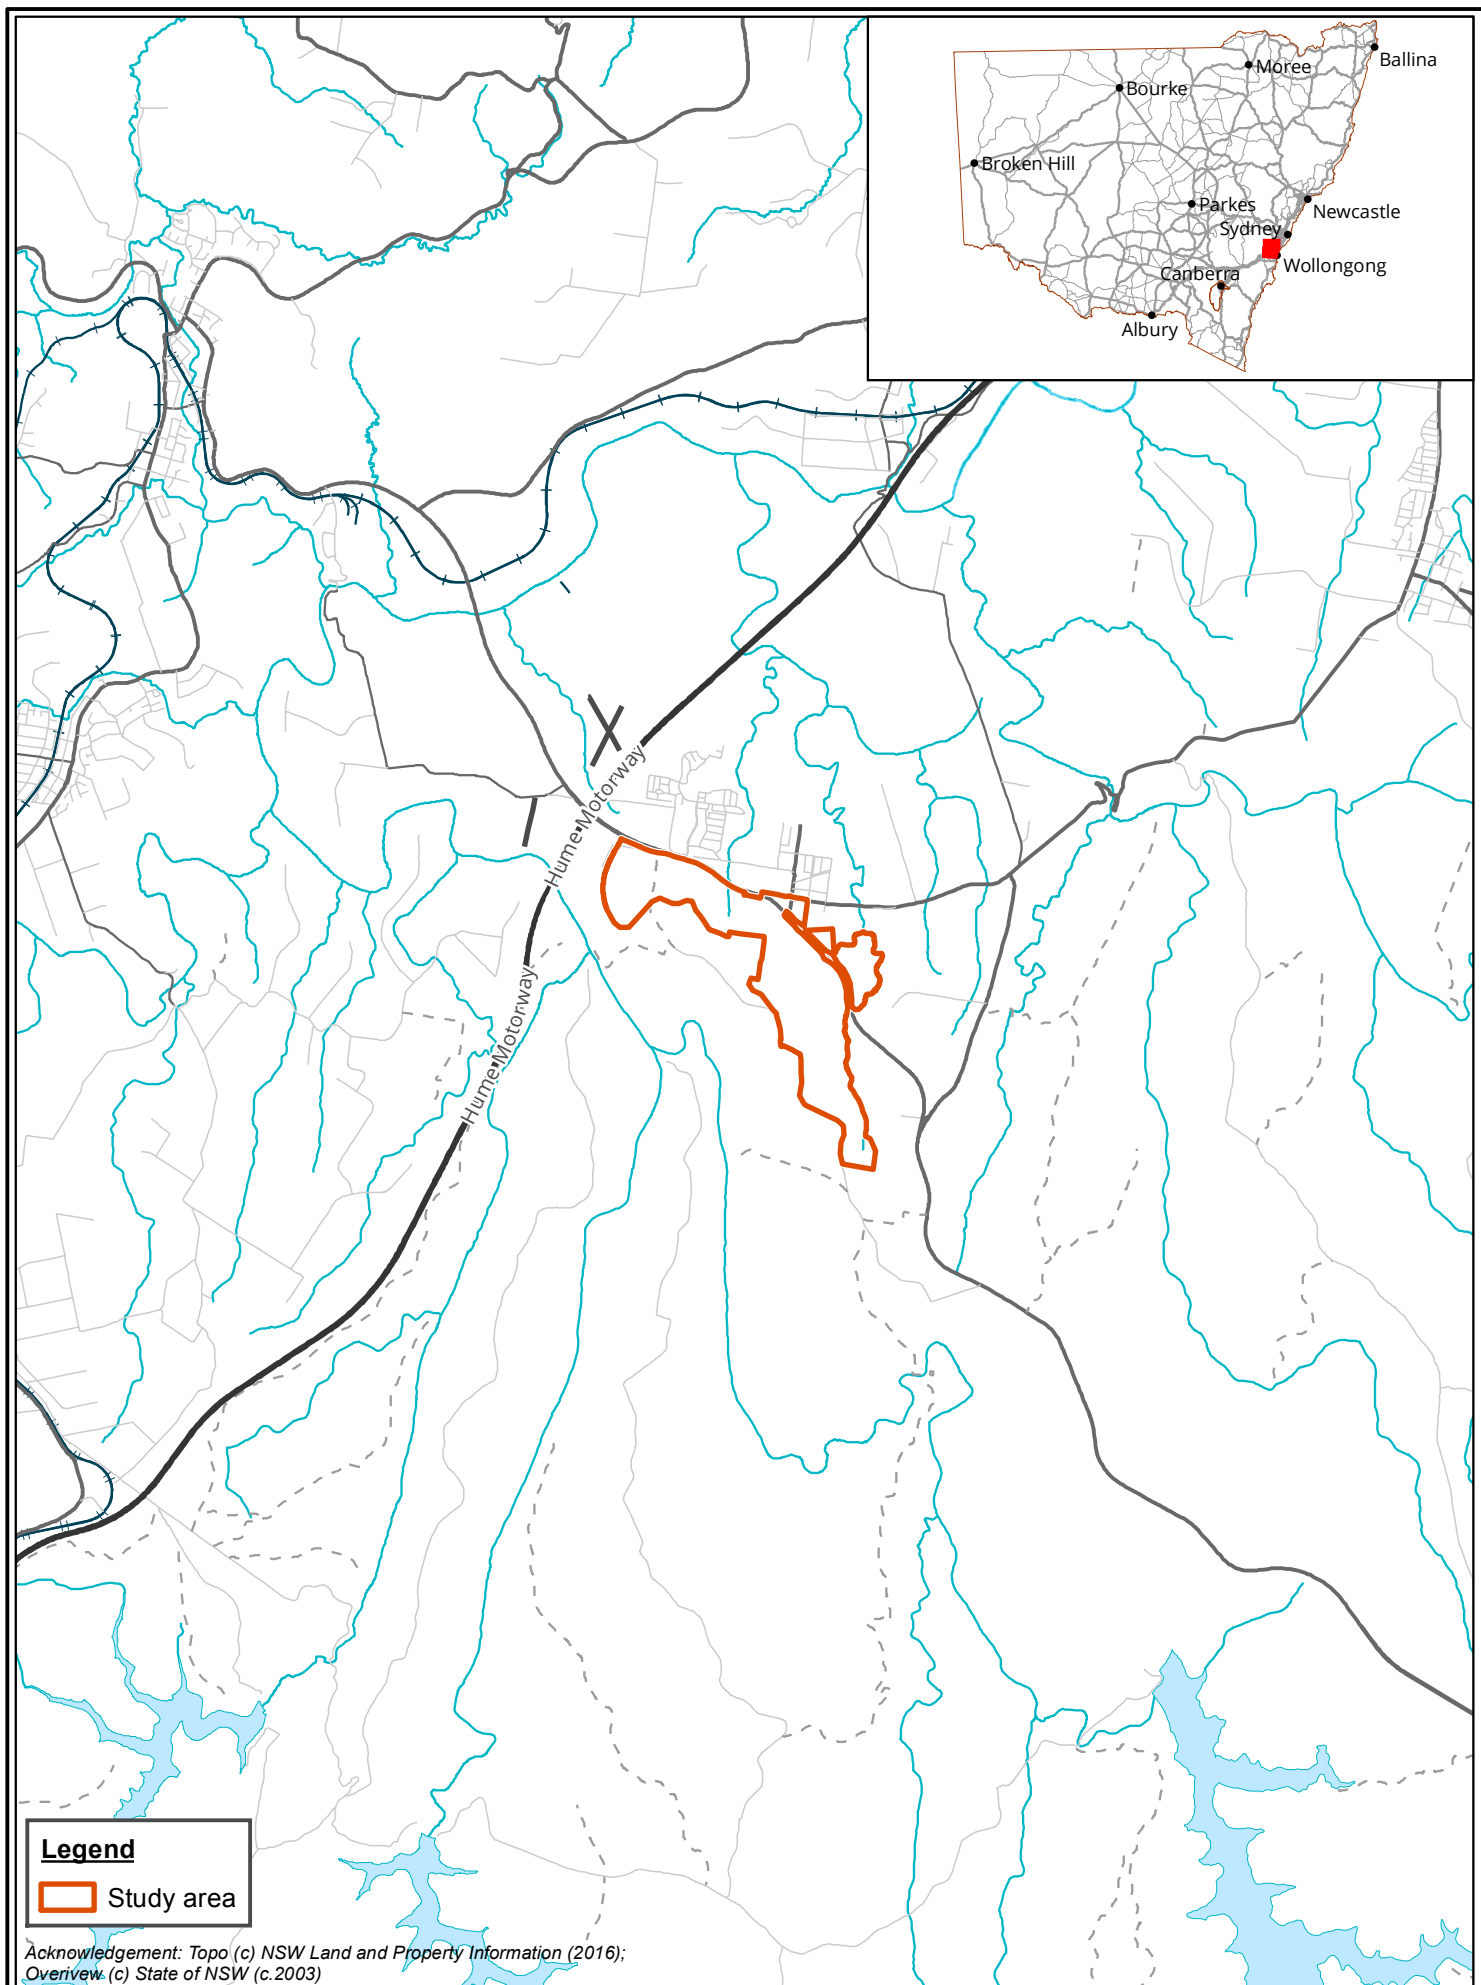 Ballina
Moree
Bourke
Broken Hill
Parkes
Newcastle
Sydney
Wollongong
Canberra
Albury
Hume Motorway
Hume Motorway
Legend
Study area
Acknowledgement: Topo (c) NSW Land and Property Information (2016);
Overivew (c) State of NSW (c.2003)